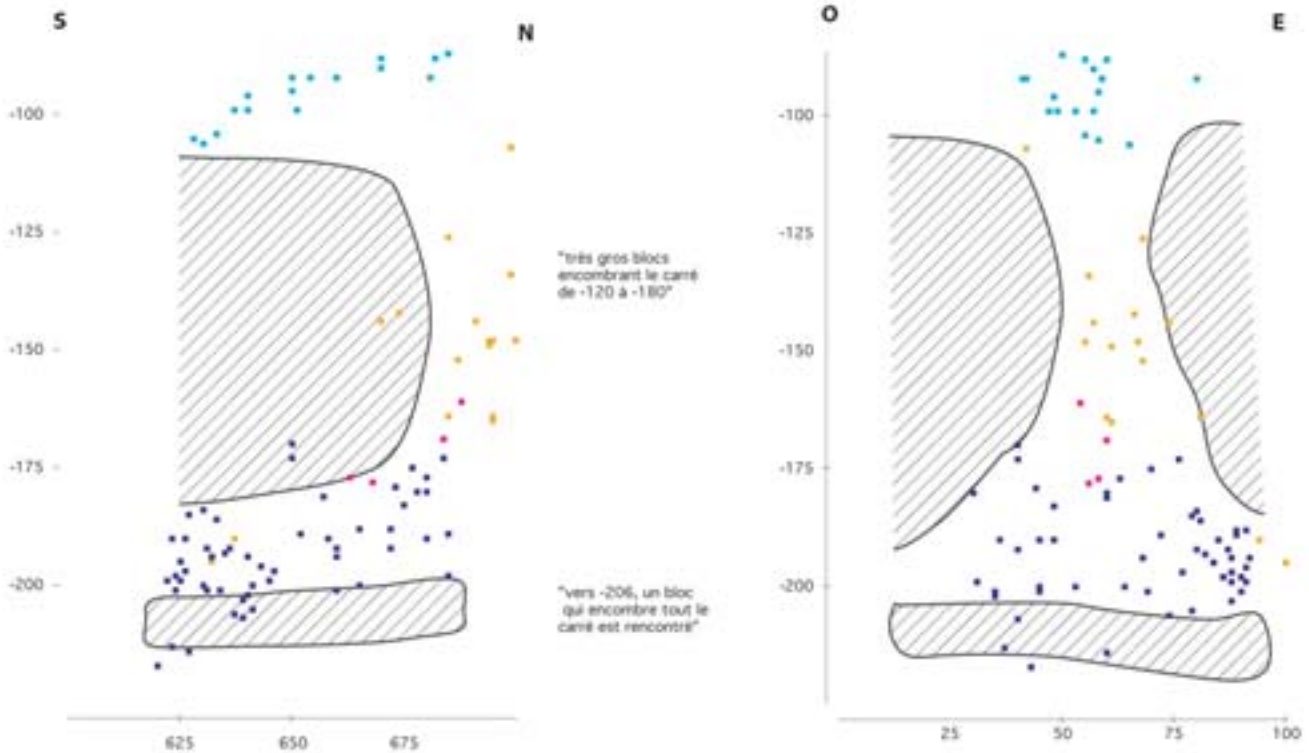 S
N
O
E
-100
-125
-150
-175
-200
625
650
675
"très gros blocs
encombrant le carré
de -120 à -180"
"vers -206, un bloc
qui encombre tout le
carré est rencontré"
-100
-125
-150
-175
-200
25
50
75
100